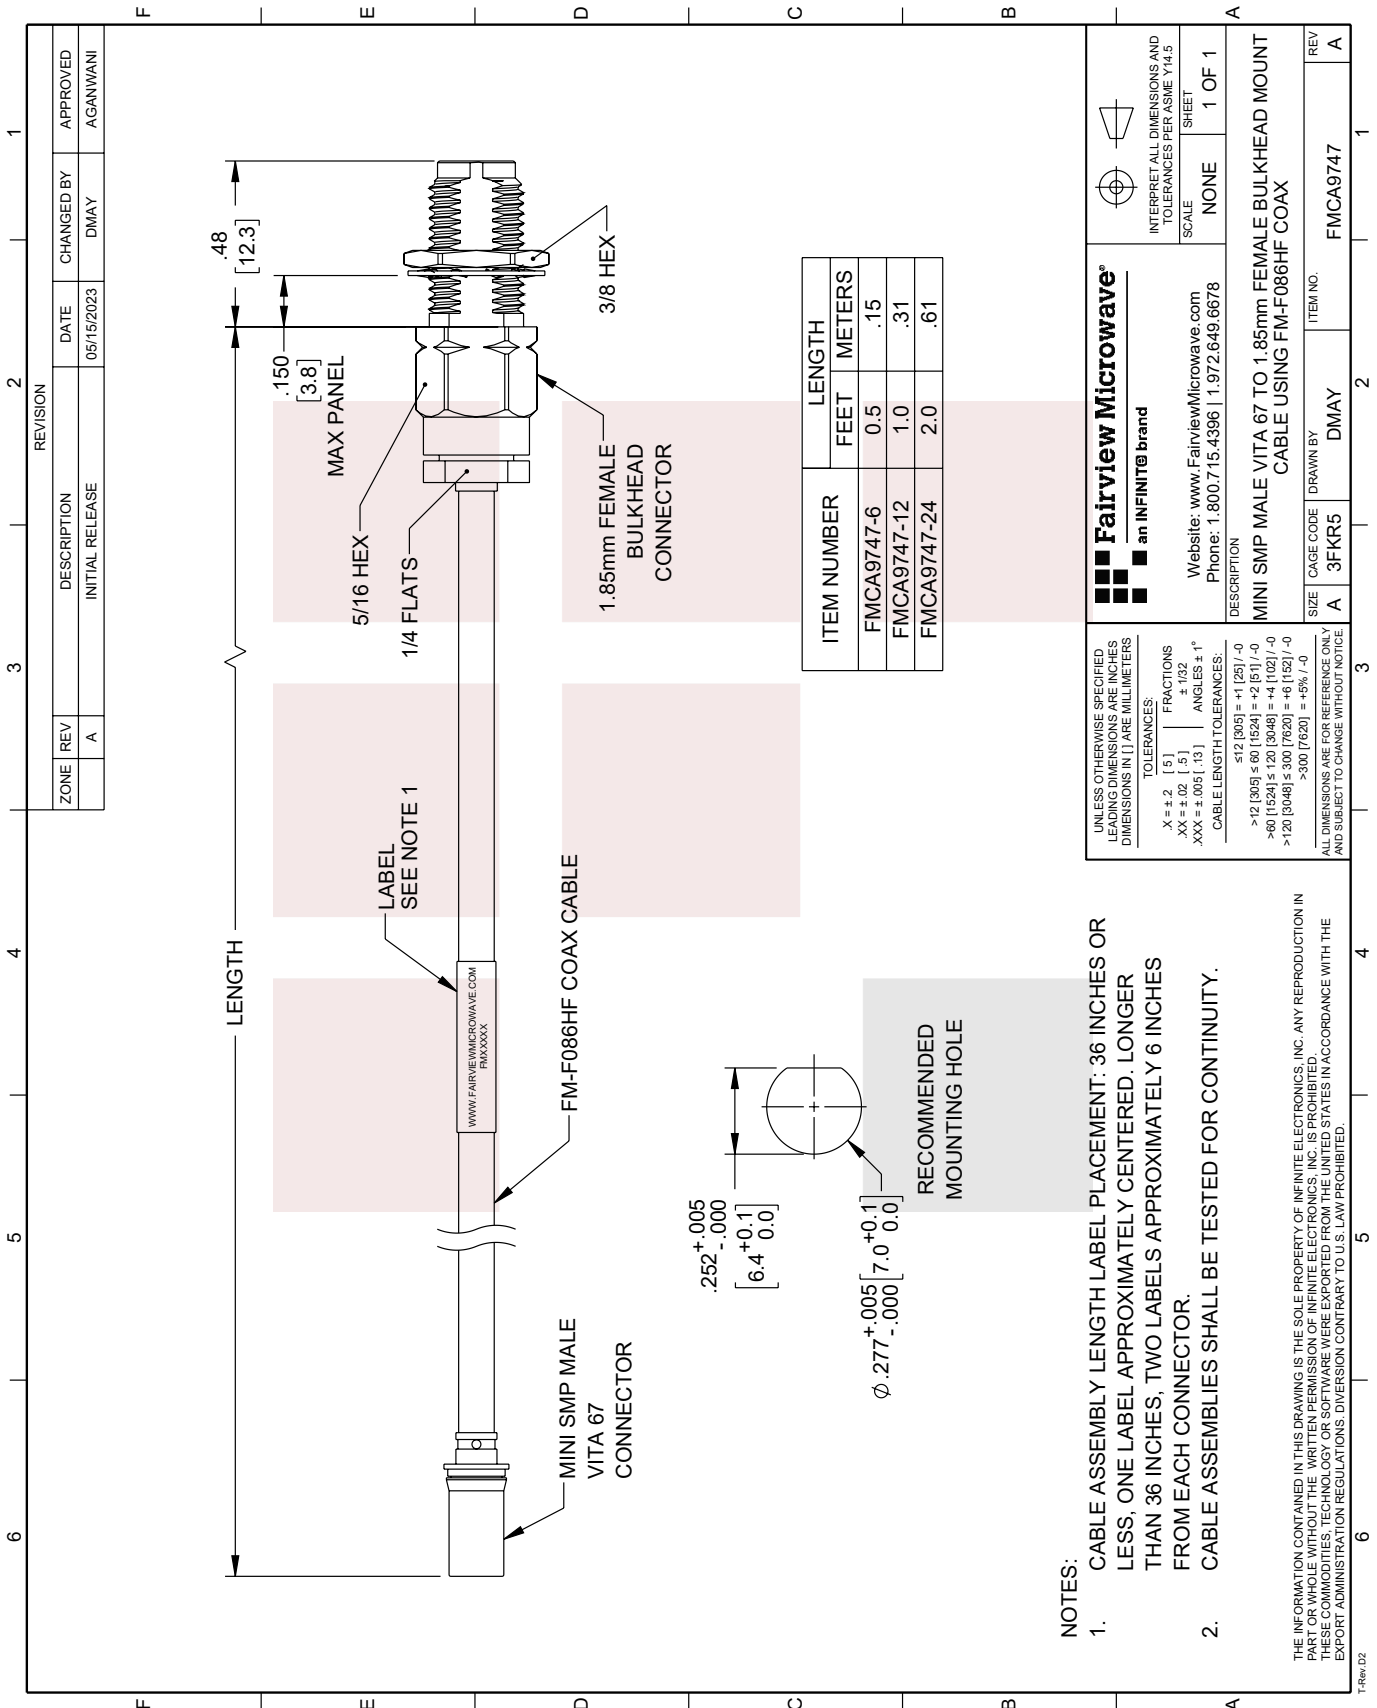 REVISION
ZONE REV DESCRIPTION DATE CHANGED BY APPROVED
A INITIAL RELEASE 05/15/2023 DMAY AGANWANI
6 5 4 3 2 1
F
E
D
C
B
A
LENGTH
.48
[12.3]
.150
[3.8]
MAX PANEL
5/16 HEX
1/4 FLATS
3/8 HEX
1.85mm FEMALE
BULKHEAD
CONNECTOR
LABEL
SEE NOTE 1
WWW.FAIRVIEWMICROWAVE.COM
FMXXXXX
FM-F086HF COAX CABLE
MINI SMP MALE
VITA 67
CONNECTOR
.252 +.005 -.000
[6.4 +0.1 0.0]
Ø.277 +.005 -.000 [7.0 +0.1 0.0]
RECOMMENDED
MOUNTING HOLE
ITEM NUMBER LENGTH
FEET METERS
FMCA9747-6 0.5 .15
FMCA9747-12 1.0 .31
FMCA9747-24 2.0 .61
NOTES:
1. CABLE ASSEMBLY LENGTH LABEL PLACEMENT: 36 INCHES OR
LESS, ONE LABEL APPROXIMATELY CENTERED. LONGER
THAN 36 INCHES, TWO LABELS APPROXIMATELY 6 INCHES
FROM EACH CONNECTOR.
2. CABLE ASSEMBLIES SHALL BE TESTED FOR CONTINUITY.
THE INFORMATION CONTAINED IN THIS DRAWING IS THE SOLE PROPERTY OF INFINITE ELECTRONICS, INC. ANY REPRODUCTION IN
PART OR WHOLE WITHOUT THE WRITTEN PERMISSION OF INFINITE ELECTRONICS, INC. IS PROHIBITED.
THESE COMMODITIES, TECHNOLOGY OR SOFTWARE WERE EXPORTED FROM THE UNITED STATES IN ACCORDANCE WITH THE
EXPORT ADMINISTRATION REGULATIONS. DIVERSION CONTRARY TO U.S. LAW PROHIBITED.
UNLESS OTHERWISE SPECIFIED
LEADING DIMENSIONS ARE INCHES
DIMENSIONS IN [ ] ARE MILLIMETERS
TOLERANCES:
.X = ± .2 [ 5 ] FRACTIONS
.XX = ± .02 [ .5 ] ± 1/32
.XXX = ± .005 [ .13 ] ANGLES ± 1°
CABLE LENGTH TOLERANCES:
≤12 [305] = +1 [25] / -0
>12 [305] ≤ 60 [1524] = +2 [51] / -0
>60 [1524] ≤ 120 [3048] = +4 [102] / -0
>120 [3048] ≤ 300 [7620] = +6 [152] / -0
>300 [7620] = +5% / -0
ALL DIMENSIONS ARE FOR REFERENCE ONLY
AND SUBJECT TO CHANGE WITHOUT NOTICE.
Fairview Microwave®
an INFINIT℮ brand
Website: www.FairviewMicrowave.com
Phone: 1.800.715.4396 | 1.972.649.6678
INTERPRET ALL DIMENSIONS AND
TOLERANCES PER ASME Y14.5
SCALE NONE SHEET 1 OF 1
DESCRIPTION
MINI SMP MALE VITA 67 TO 1.85mm FEMALE BULKHEAD MOUNT
CABLE USING FM-F086HF COAX
SIZE A CAGE CODE 3FKR5 DRAWN BY DMAY ITEM NO. FMCA9747 REV A
6 5 4 3 2 1
F
E
D
C
B
A
T-Rev.D2